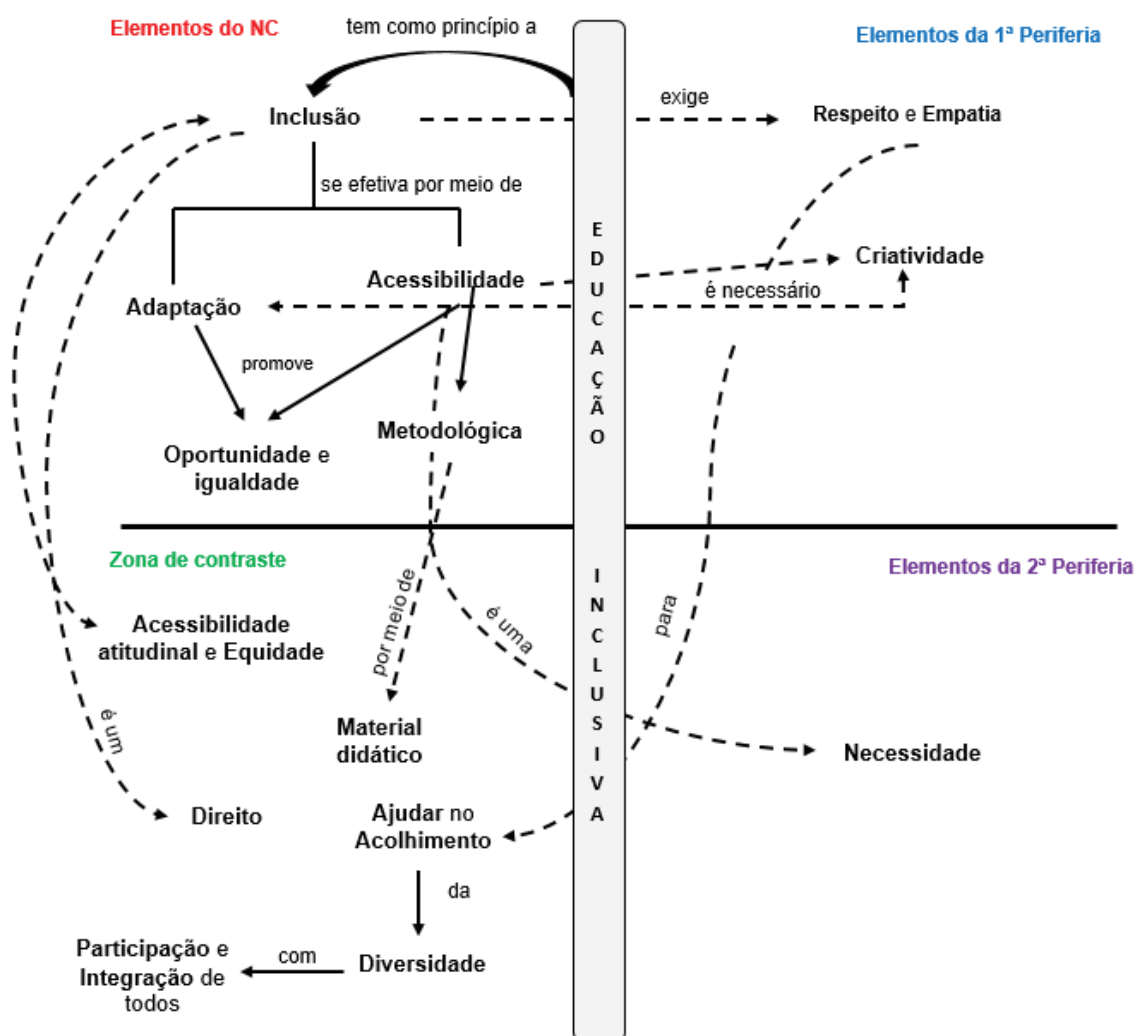 Elementos do NC
tem como princípio a
Elementos da 1ª Periferia
Inclusão
exige
Respeito e Empatia
se efetiva por meio de
Acessibilidade
Criatividade
Adaptação
é necessário
promove
Metodológica
Oportunidade e
igualdade
EDUCAÇÃO
INCLUSIVA
Zona de contraste
Elementos da 2ª Periferia
Acessibilidade
atitudinal e Equidade
por meio de
é uma
para
é um
Material
didático
Necessidade
Direito
Ajudar no
Acolhimento
da
Participação e
Integração de
todos
com
Diversidade